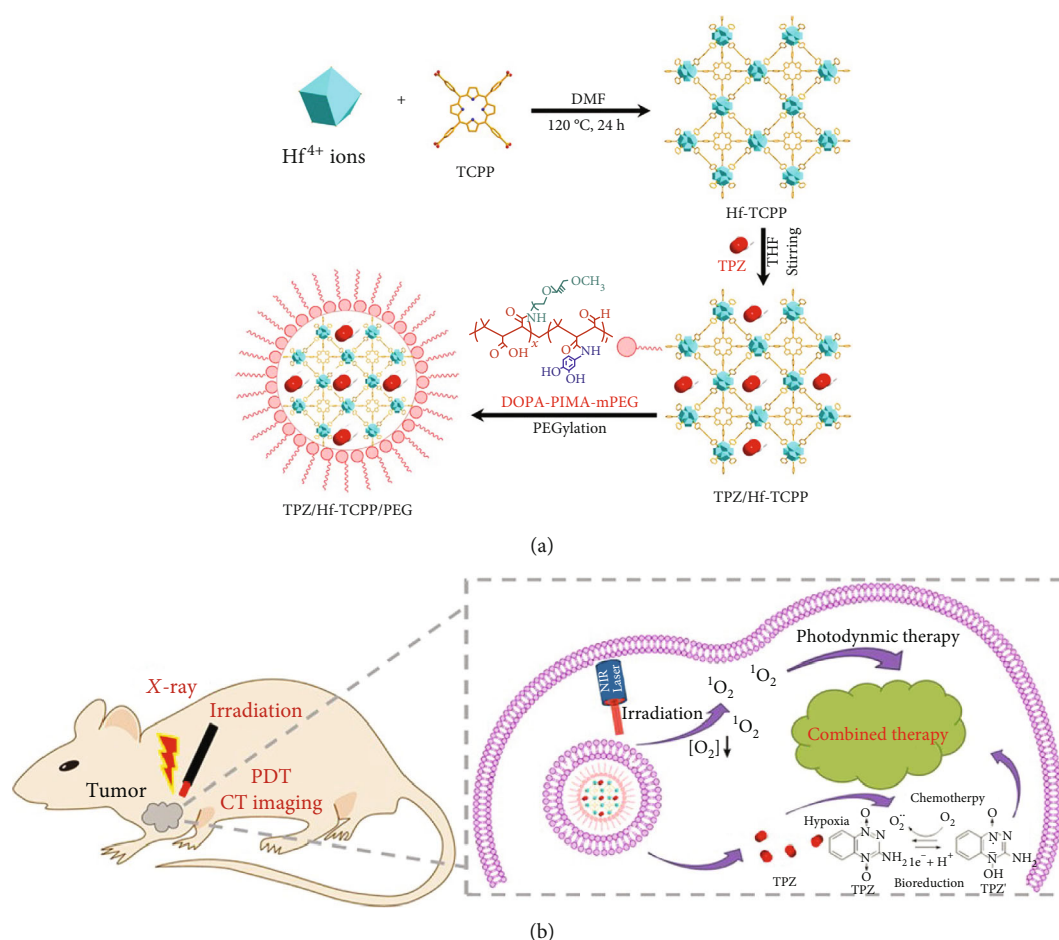 Hf⁴⁺ ions
+
TCPP
DMF
120 °C, 24 h
Hf-TCPP
TPZ
THF
Stirring
TPZ/Hf-TCPP
O
OCH₃
O
NH
O
OH
x
O
H
O
NH
HO
OH
DOPA-PIMA-mPEG
PEGylation
TPZ/Hf-TCPP/PEG
(a)
X-ray
Irradiation
Tumor
PDT
CT imaging
NIR
Laser
Irradiation
¹O₂
¹O₂
¹O₂
[O₂]
Photodynmic therapy
Combined therapy
Chemotherpy
Hypoxia
O₂
O
N
N
N
NH₂
O
TPZ
TPZ
1e⁻ + H⁺
Bioreduction
O
N
N
N
NH₂
OH
TPZ
(b)